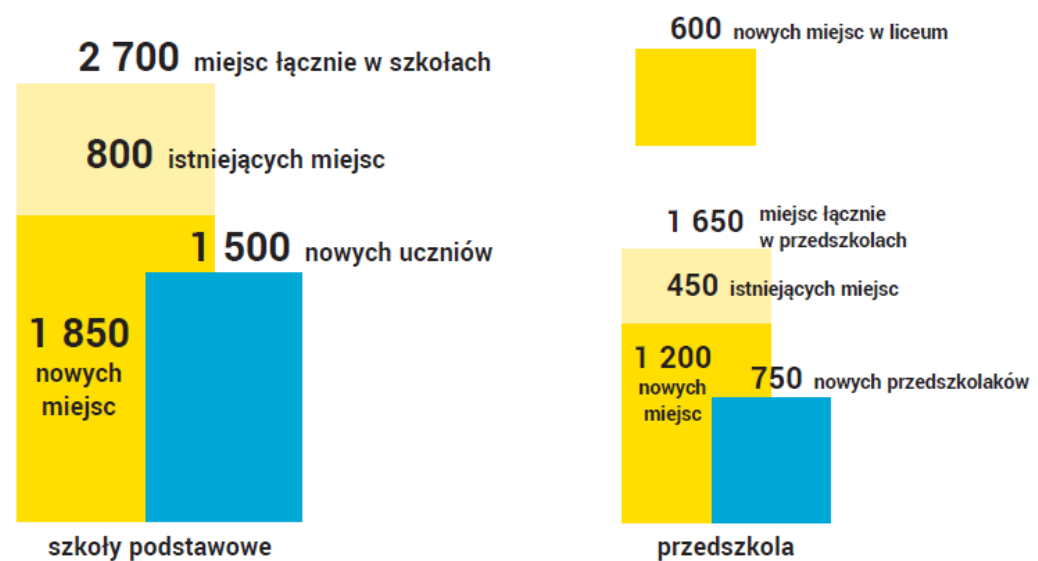 2 700 miejsc łącznie w szkołach
800 istniejących miejsc
1 500 nowych uczniów
1 850
nowych
miejsc
szkoły podstawowe
600 nowych miejsc w liceum
1 650 miejsc łącznie
w przedszkolach
450 istniejących miejsc
1 200
nowych
miejsc
750 nowych przedszkolaków
przedszkola